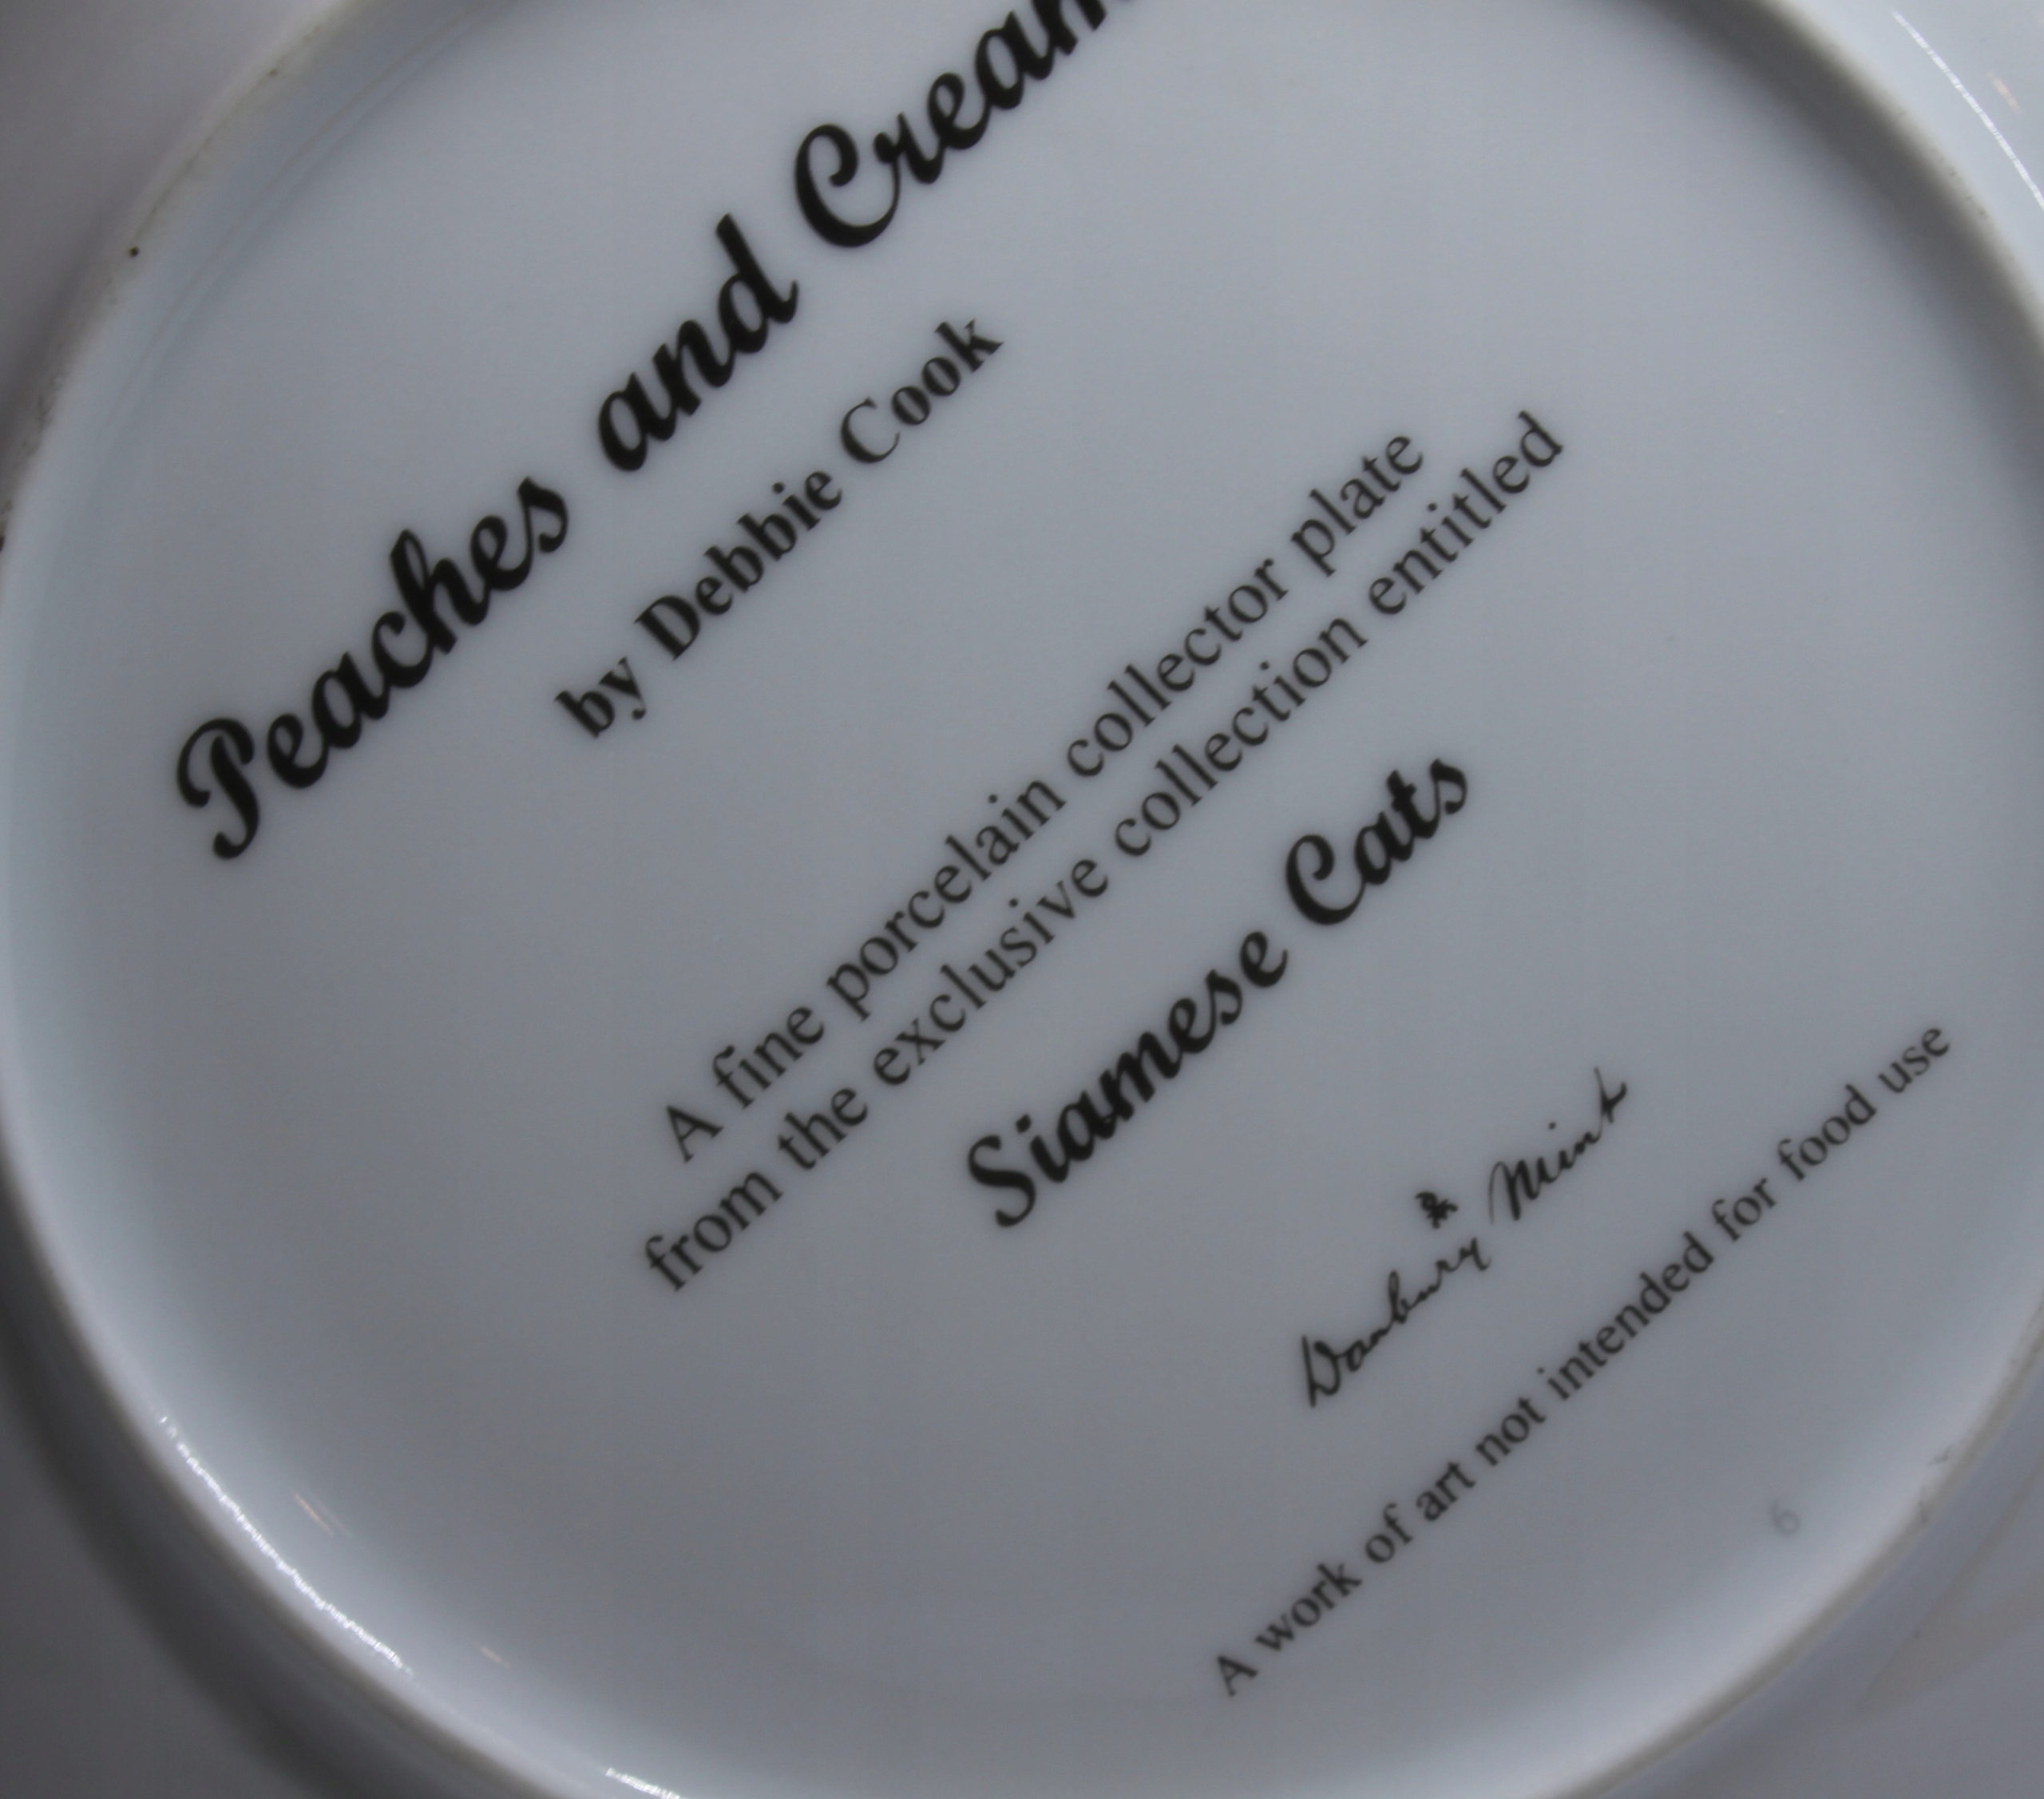 Peaches and Cream
by Debbie Cook
A fine porcelain collector plate
from the exclusive collection entitled
Siamese Cats
Danbury Mint
A work of art not intended for food use
6